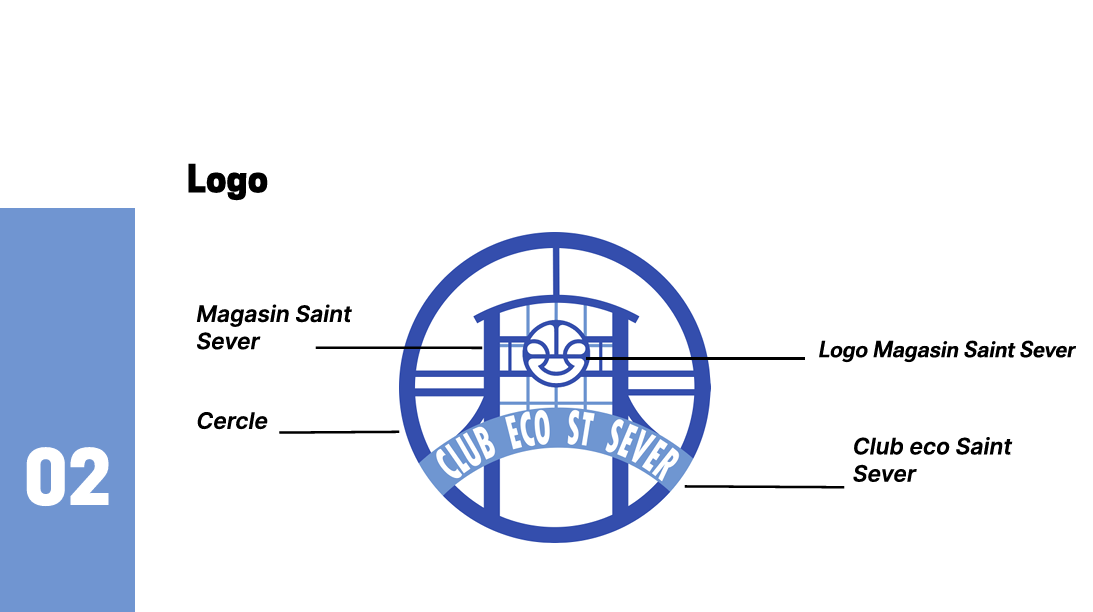 Logo
Magasin Saint
Sever
Logo Magasin Saint Sever
Cercle
CLUB ECO ST SEVER
Club eco Saint
Sever
02